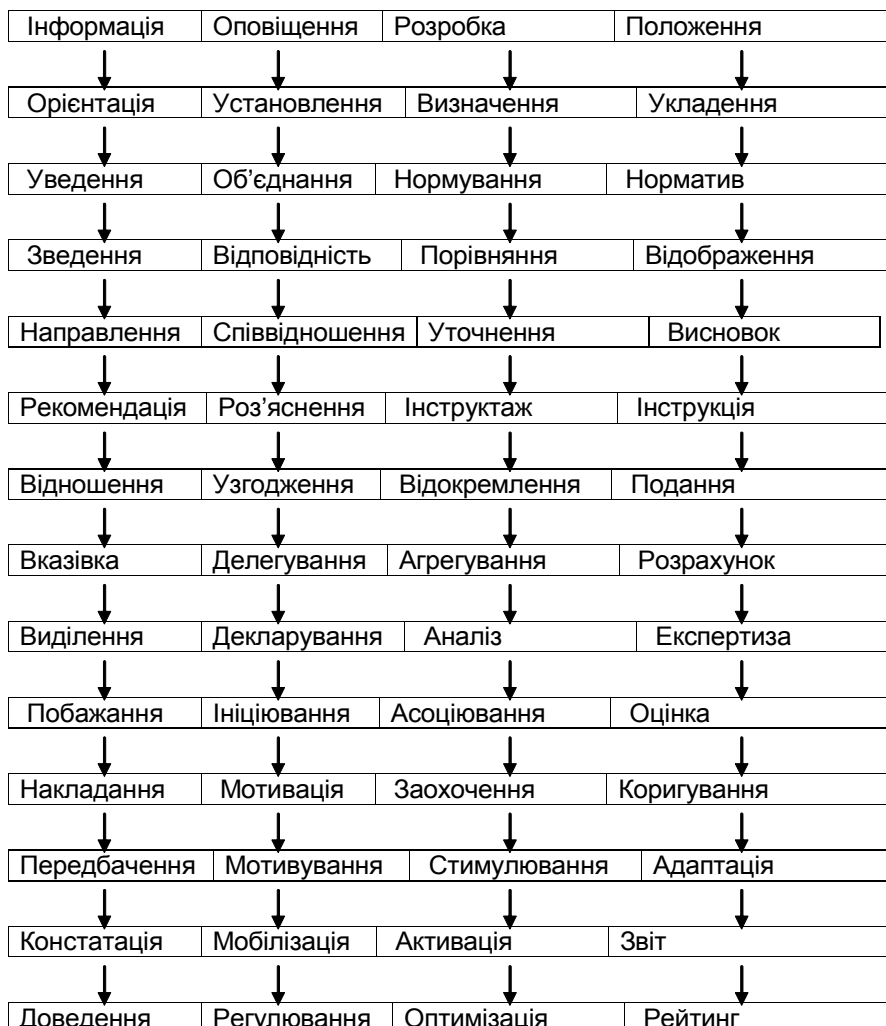 Інформація Оповіщення Розробка Положення
Орієнтація Установлення Визначення Укладення
Уведення Об’єднання Нормування Норматив
Зведення Відповідність Порівняння Відображення
Направлення Співвідношення Уточнення Висновок
Рекомендація Роз’яснення Інструктаж Інструкція
Відношення Узгодження Відокремлення Подання
Вказівка Делегування Агрегування Розрахунок
Виділення Декларування Аналіз Експертиза
Побажання Ініціювання Асоціювання Оцінка
Накладання Мотивація Заохочення Коригування
Передбачення Мотивування Стимулювання Адаптація
Констатація Мобілізація Активація Звіт
Доведення Регулювання Оптимізація Рейтинг